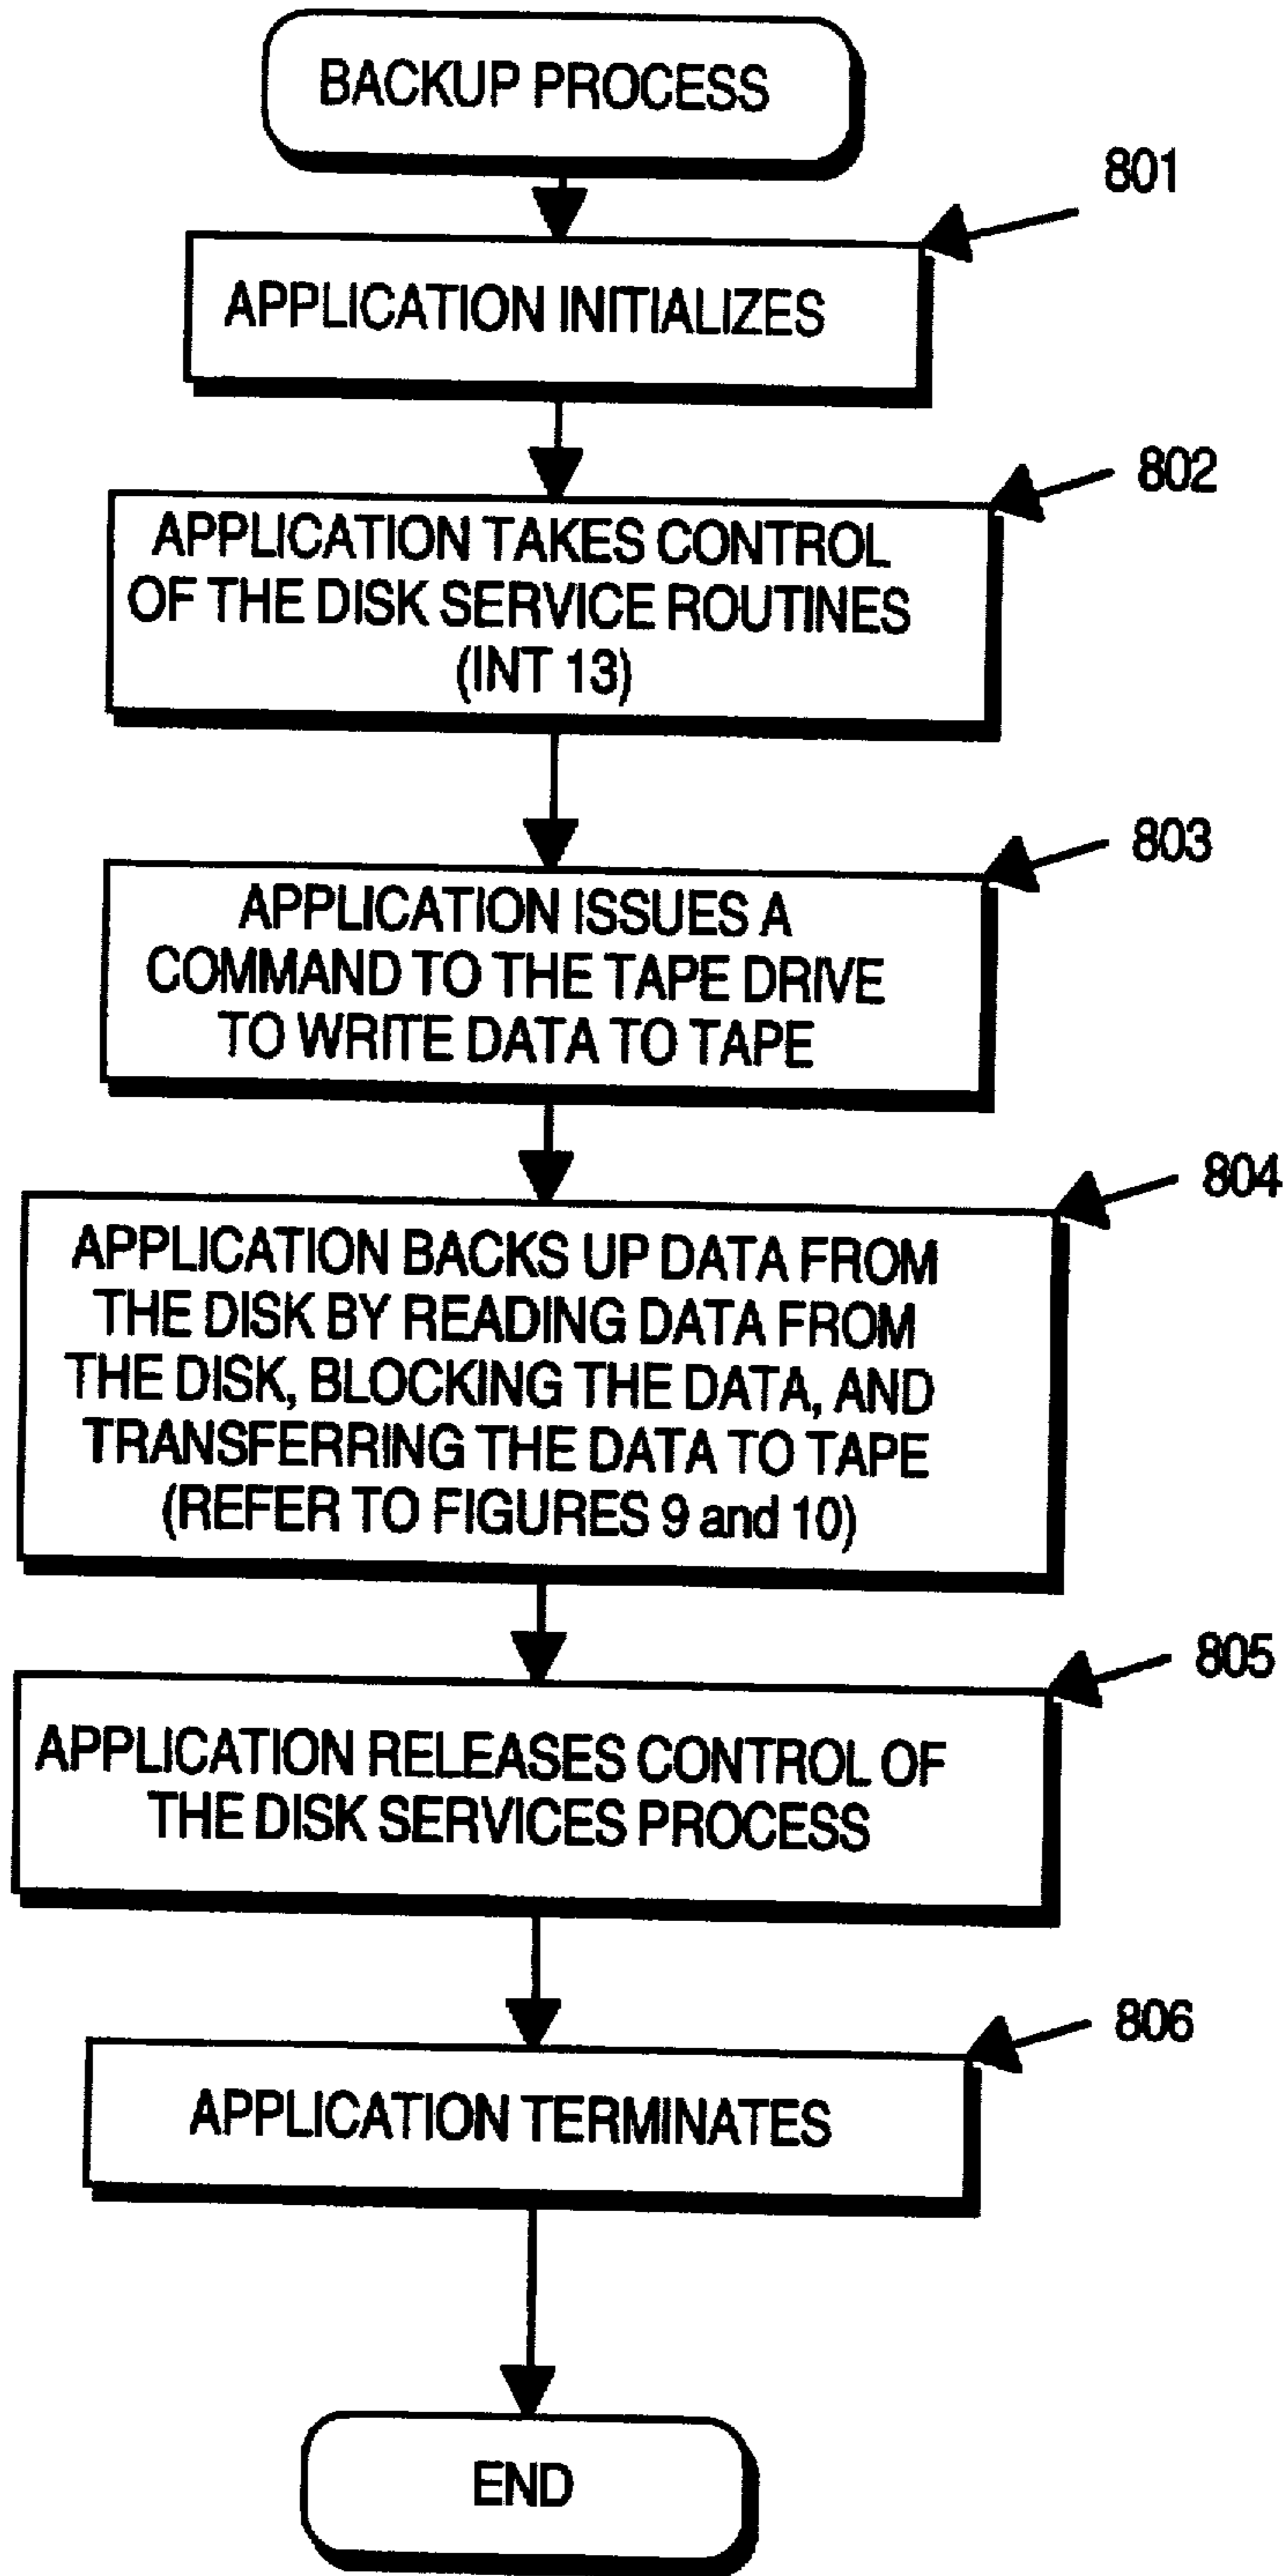 BACKUP PROCESS
801
APPLICATION INITIALIZES
802
APPLICATION TAKES CONTROL
OF THE DISK SERVICE ROUTINES
(INT 13)
803
APPLICATION ISSUES A
COMMAND TO THE TAPE DRIVE
TO WRITE DATA TO TAPE
804
APPLICATION BACKS UP DATA FROM
THE DISK BY READING DATA FROM
THE DISK, BLOCKING THE DATA, AND
TRANSFERRING THE DATA TO TAPE
(REFER TO FIGURES 9 and 10)
805
APPLICATION RELEASES CONTROL OF
THE DISK SERVICES PROCESS
806
APPLICATION TERMINATES
END